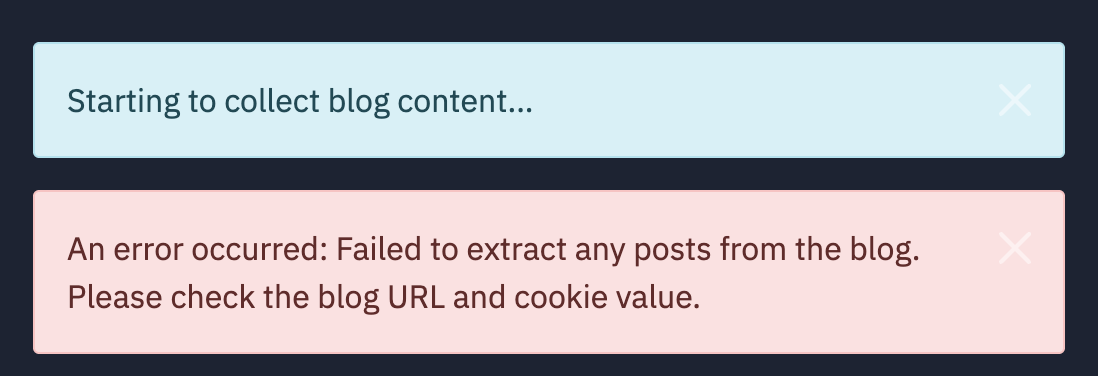 Starting to collect blog content...
An error occurred: Failed to extract any posts from the blog.
Please check the blog URL and cookie value.